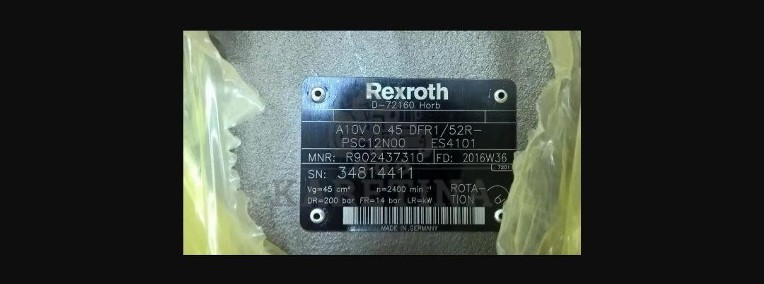 Rexroth
D-72160 Horb
A10V O 45 DFR1/52R-
PSC12N00 ES4101
MNR: R902437310 FD: 2016W36
7201
SN: 34814411
Vg=45 cm³ n=2400 min⁻¹ ROTA-
DR=200 bar FR=14 bar LR=kW TION
MADE IN GERMANY